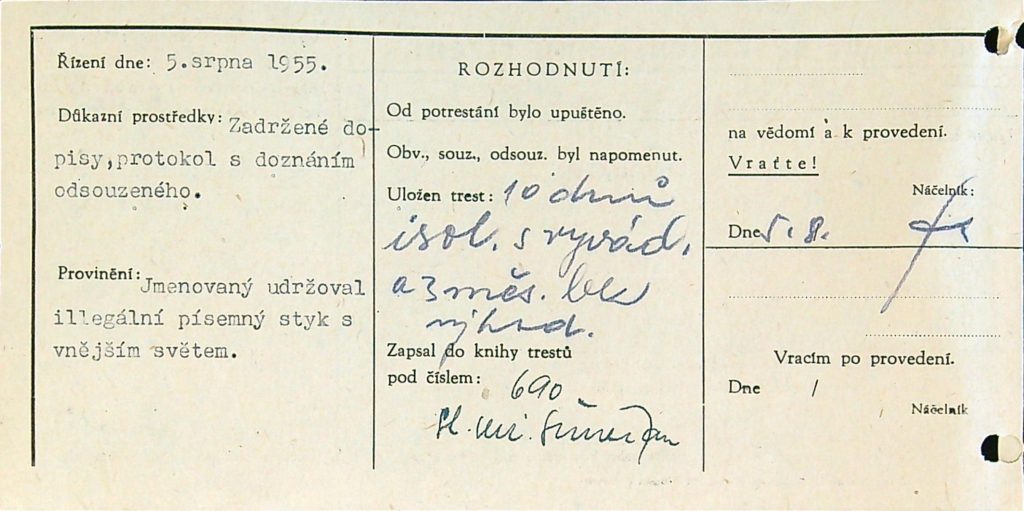 Řízení dne: 5.srpna 1955.
Důkazní prostředky: Zadržené do-
pisy,protokol s doznáním
odsouzeného.
Provinění: Jmenovaný udržoval
illegální písemný styk s
vnějším světem.
ROZHODNUTÍ:
Od potrestání bylo upuštěno.
Obv., souz., odsouz. byl napomenut.
Uložen trest: 10 dnů
isol. s vyvád.
a 3 měs. bez
výhod.
Zapsal do knihy trestů
pod číslem: 690
na vědomí a k provedení.
Vraťte!
Náčelník:
Dne 5.8.
Vracím po provedení.
Dne
Náčelník